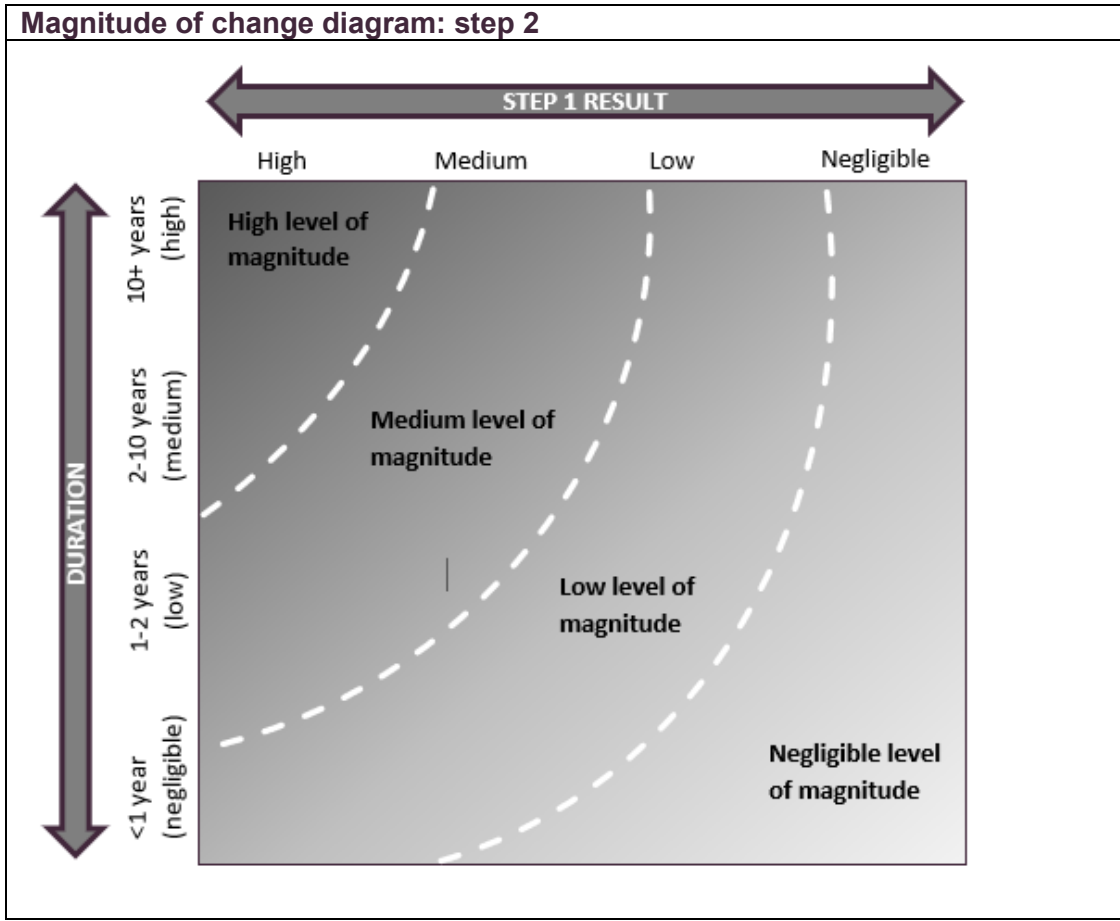 Magnitude of change diagram: step 2
STEP 1 RESULT
High Medium Low Negligible
DURATION
10+ years
(high)
2-10 years
(medium)
1-2 years
(low)
<1 year
(negligible)
High level of
magnitude
Medium level of
magnitude
Low level of
magnitude
Negligible level
of magnitude